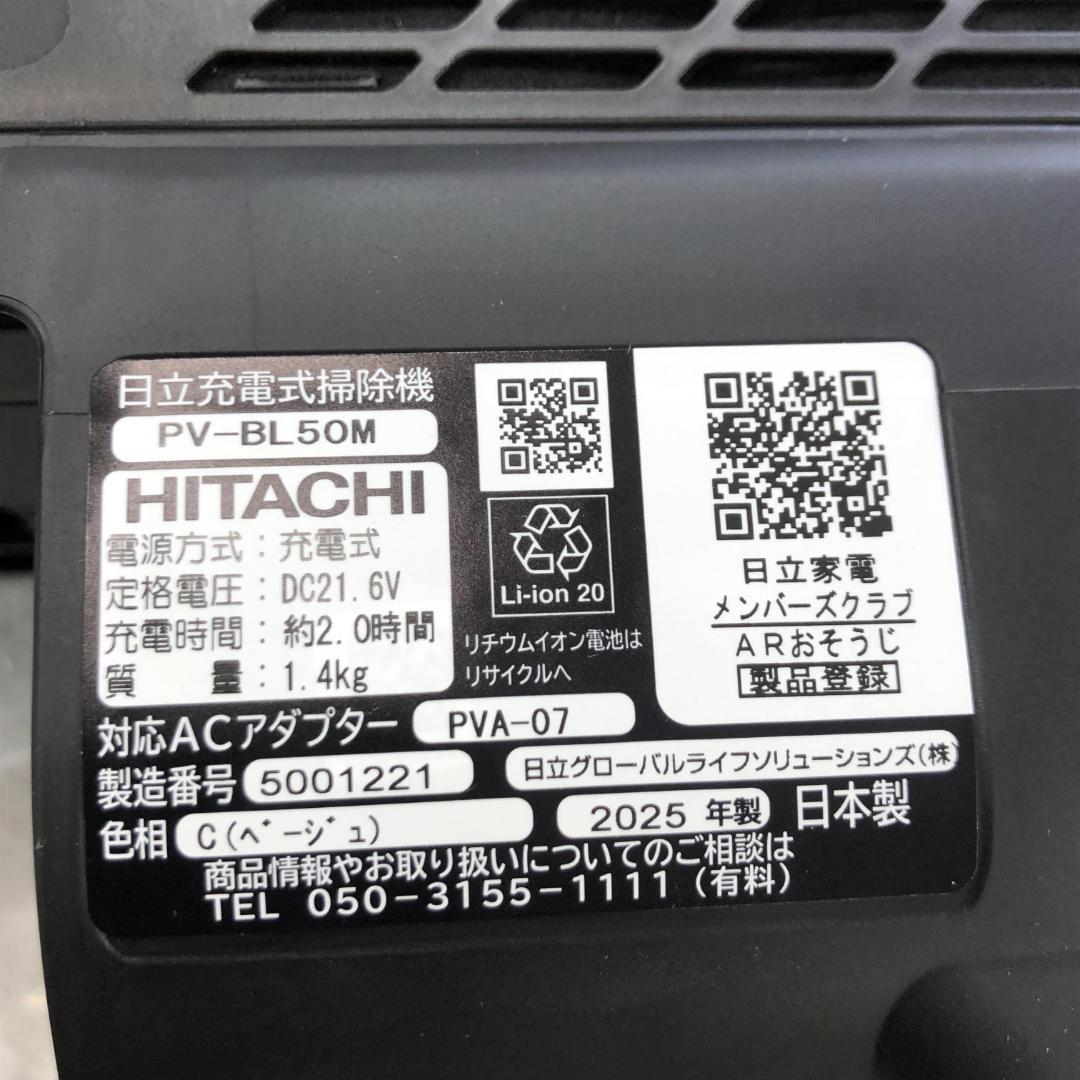 日立充電式掃除機
PV-BL50M
HITACHI
電源方式：充電式
定格電圧：DC21.6V
充電時間：約2.0時間
質　　量：1.4kg
Li-ion 20
リチウムイオン電池は
リサイクルへ
日立家電
メンバーズクラブ
ARおそうじ
製品登録
対応ACアダプター PVA-07
製造番号 5001221 日立グローバルライフソリューションズ(株)
色相 C(ﾍﾞｰｼﾞｭ) 2025 年製 日本製
商品情報やお取り扱いについてのご相談は
TEL 050-3155-1111（有料）